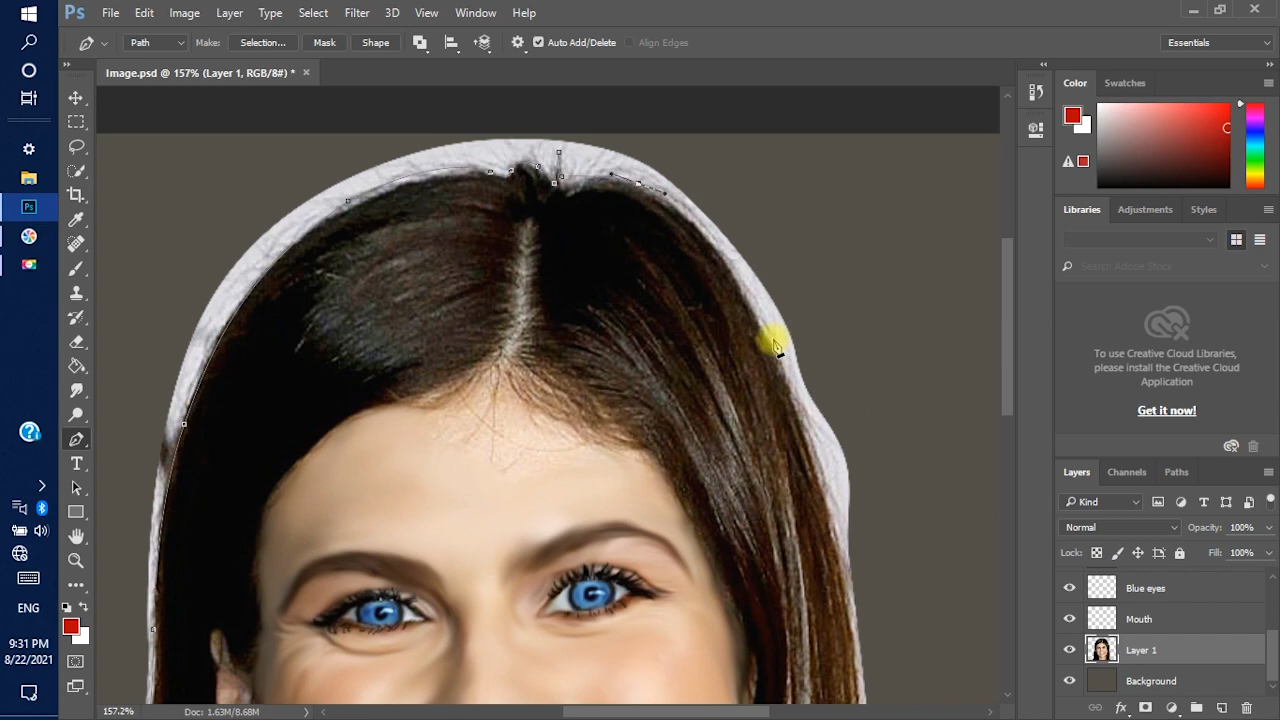 Ps File Edit Image Layer Type Select Filter 3D View Window Help
Path Make: Selection... Mask Shape Auto Add/Delete Align Edges Essentials
Image.psd @ 157% (Layer 1, RGB/8#) *
Color Swatches
Libraries Adjustments Styles
Search Adobe Stock
To use Creative Cloud Libraries,
please install the Creative Cloud
Application
Get it now!
Layers Channels Paths
Kind
Normal Opacity: 100%
Lock: Fill: 100%
Blue eyes
Mouth
Layer 1
Background
ENG
9:31 PM
8/22/2021
157.2% Doc: 1.63M/8.68M